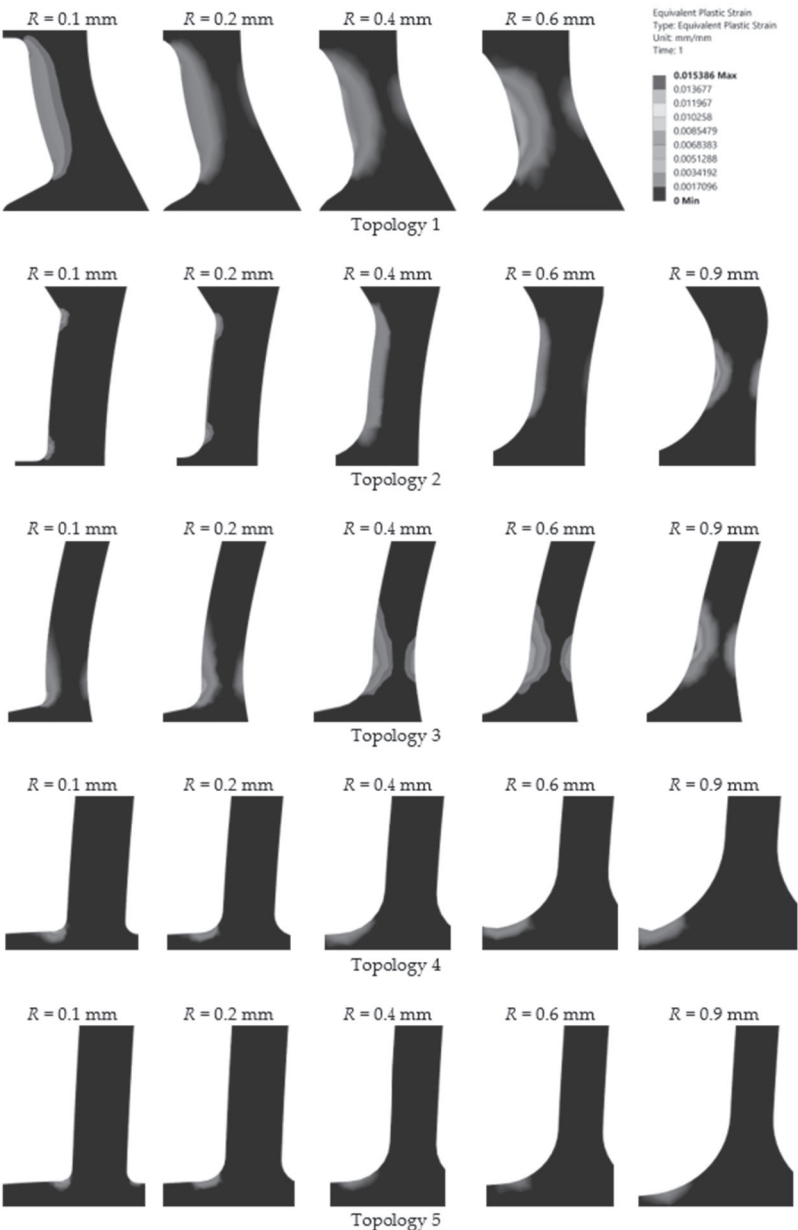 R = 0.1 mm R = 0.2 mm R = 0.4 mm R = 0.6 mm
Equivalent Plastic Strain
Type: Equivalent Plastic Strain
Unit: mm/mm
Time: 1
0.015386 Max
0.013677
0.011967
0.010258
0.0085479
0.0068383
0.0051288
0.0034192
0.0017096
0 Min
Topology 1
R = 0.1 mm R = 0.2 mm R = 0.4 mm R = 0.6 mm R = 0.9 mm
Topology 2
R = 0.1 mm R = 0.2 mm R = 0.4 mm R = 0.6 mm R = 0.9 mm
Topology 3
R = 0.1 mm R = 0.2 mm R = 0.4 mm R = 0.6 mm R = 0.9 mm
Topology 4
R = 0.1 mm R = 0.2 mm R = 0.4 mm R = 0.6 mm R = 0.9 mm
Topology 5